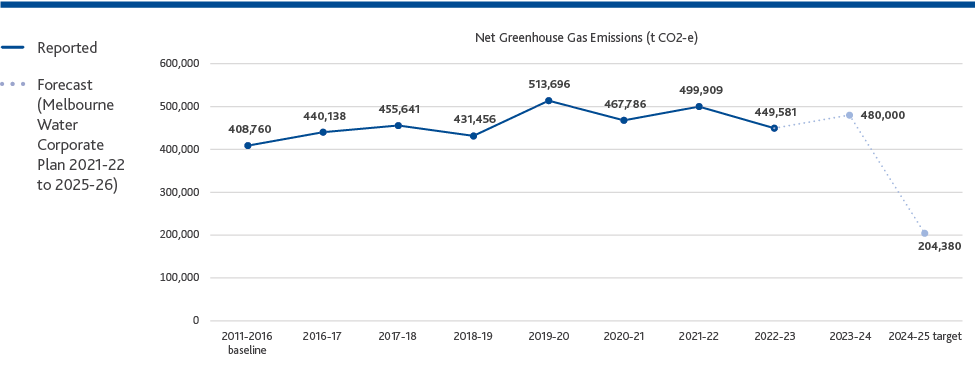 Net Greenhouse Gas Emissions (t CO2-e)
Reported
Forecast
(Melbourne
Water
Corporate
Plan 2021-22
to 2025-26)
600,000
500,000
400,000
300,000
200,000
100,000
0
408,760
440,138
455,641
431,456
513,696
467,786
499,909
449,581
480,000
204,380
2011-2016
baseline
2016-17
2017-18
2018-19
2019-20
2020-21
2021-22
2022-23
2023-24
2024-25 target